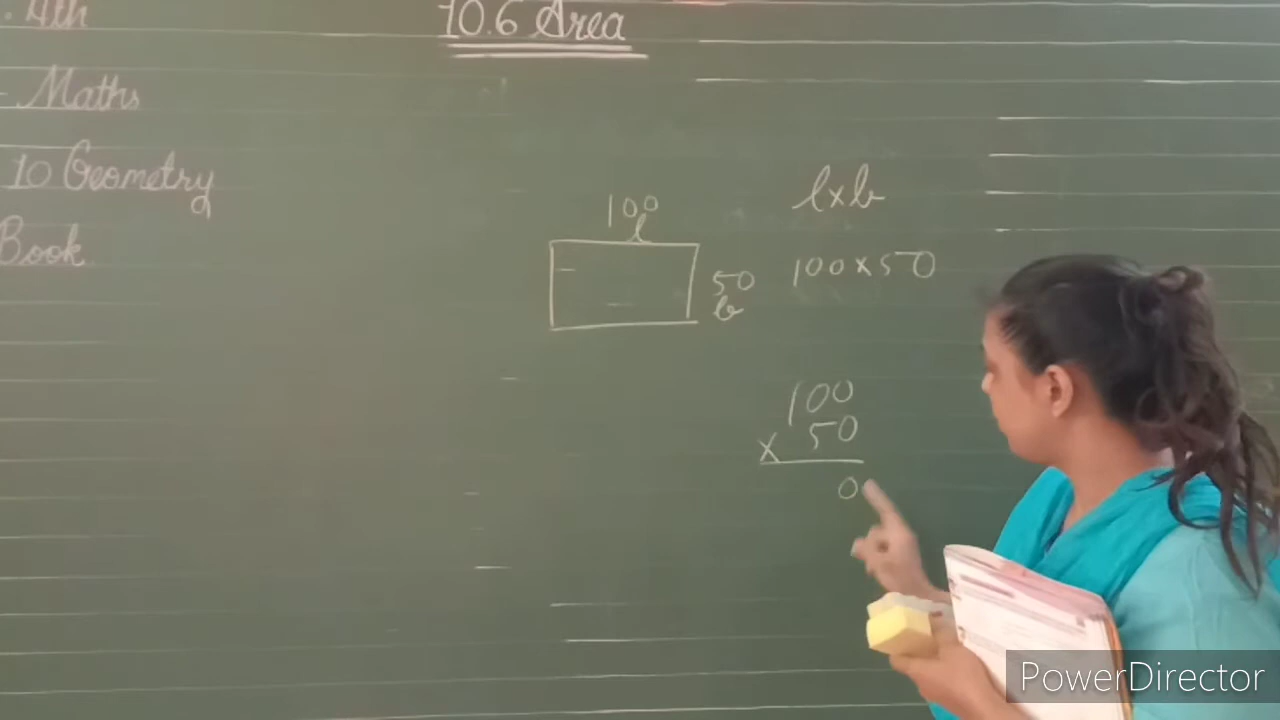 4th
10.6 Area
- Maths
10 Geometry
Book
100
l
50
b
l×b
100×50
100
× 50
0
PowerDirector